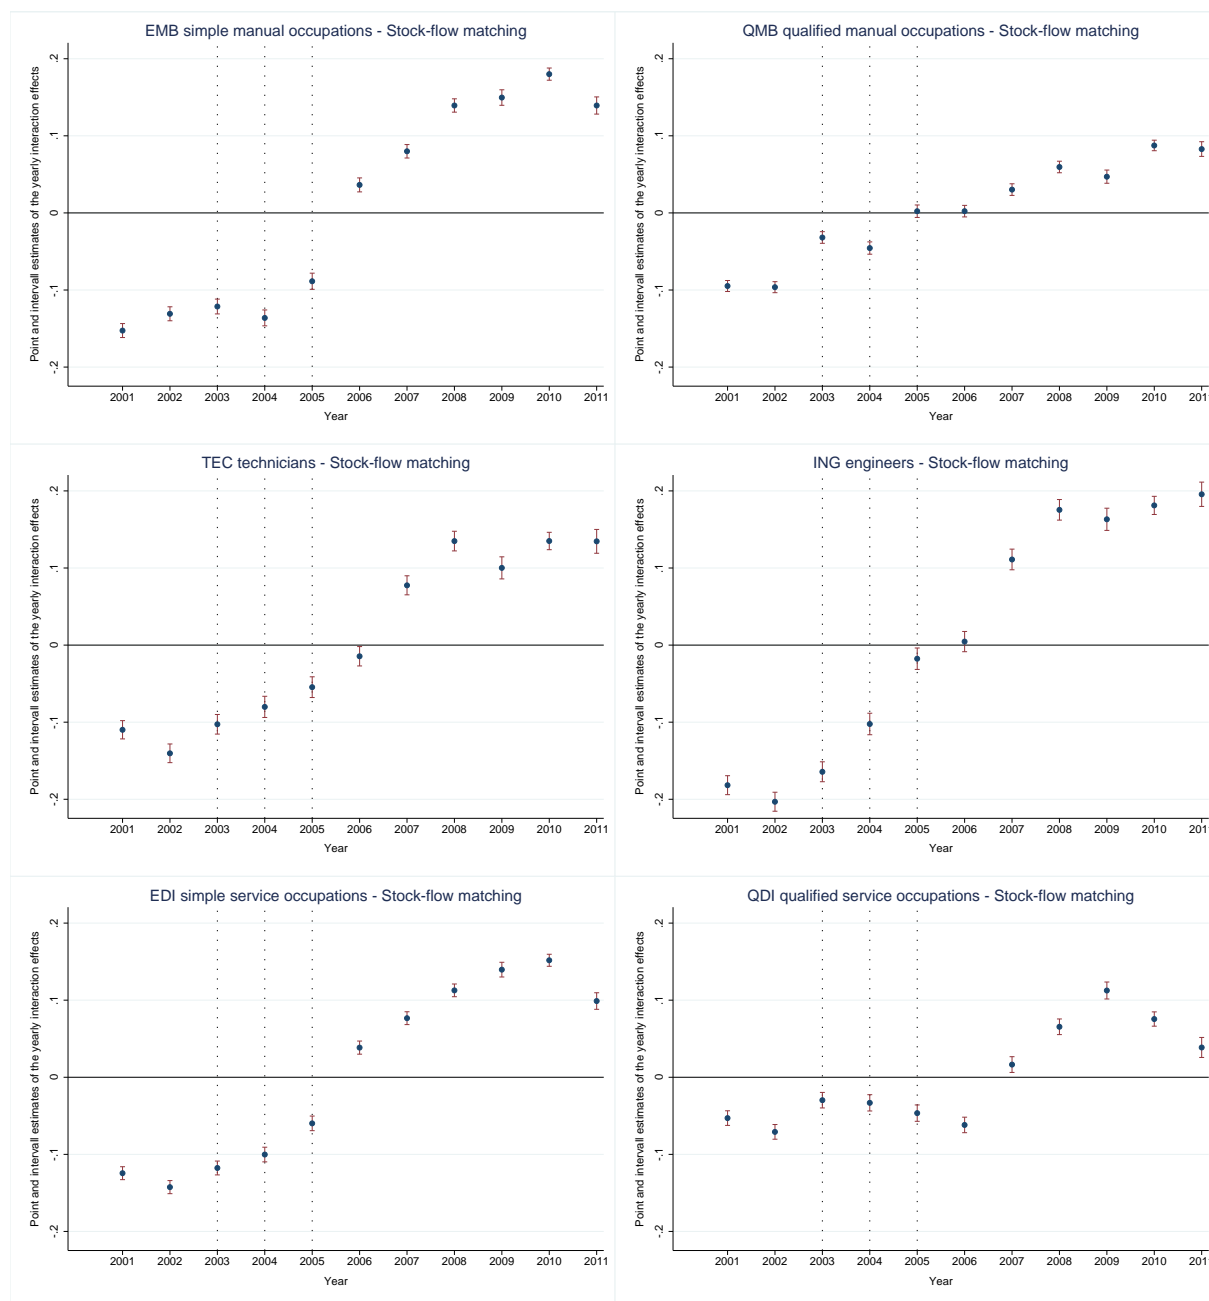 EMB simple manual occupations - Stock-flow matching
Point and intervall estimates of the yearly interaction effects
.2
.1
0
-.1
-.2
2001 2002 2003 2004 2005 2006 2007 2008 2009 2010 2011
Year
QMB qualified manual occupations - Stock-flow matching
Point and intervall estimates of the yearly interaction effects
.2
.1
0
-.1
-.2
2001 2002 2003 2004 2005 2006 2007 2008 2009 2010 201
Year
TEC technicians - Stock-flow matching
Point and intervall estimates of the yearly interaction effects
.2
.1
0
-.1
-.2
2001 2002 2003 2004 2005 2006 2007 2008 2009 2010 2011
Year
ING engineers - Stock-flow matching
Point and intervall estimates of the yearly interaction effects
.2
.1
0
-.1
-.2
2001 2002 2003 2004 2005 2006 2007 2008 2009 2010 201
Year
EDI simple service occupations - Stock-flow matching
Point and intervall estimates of the yearly interaction effects
.2
.1
0
-.1
-.2
2001 2002 2003 2004 2005 2006 2007 2008 2009 2010 2011
Year
QDI qualified service occupations - Stock-flow matching
Point and intervall estimates of the yearly interaction effects
.2
.1
0
-.1
-.2
2001 2002 2003 2004 2005 2006 2007 2008 2009 2010 201
Year